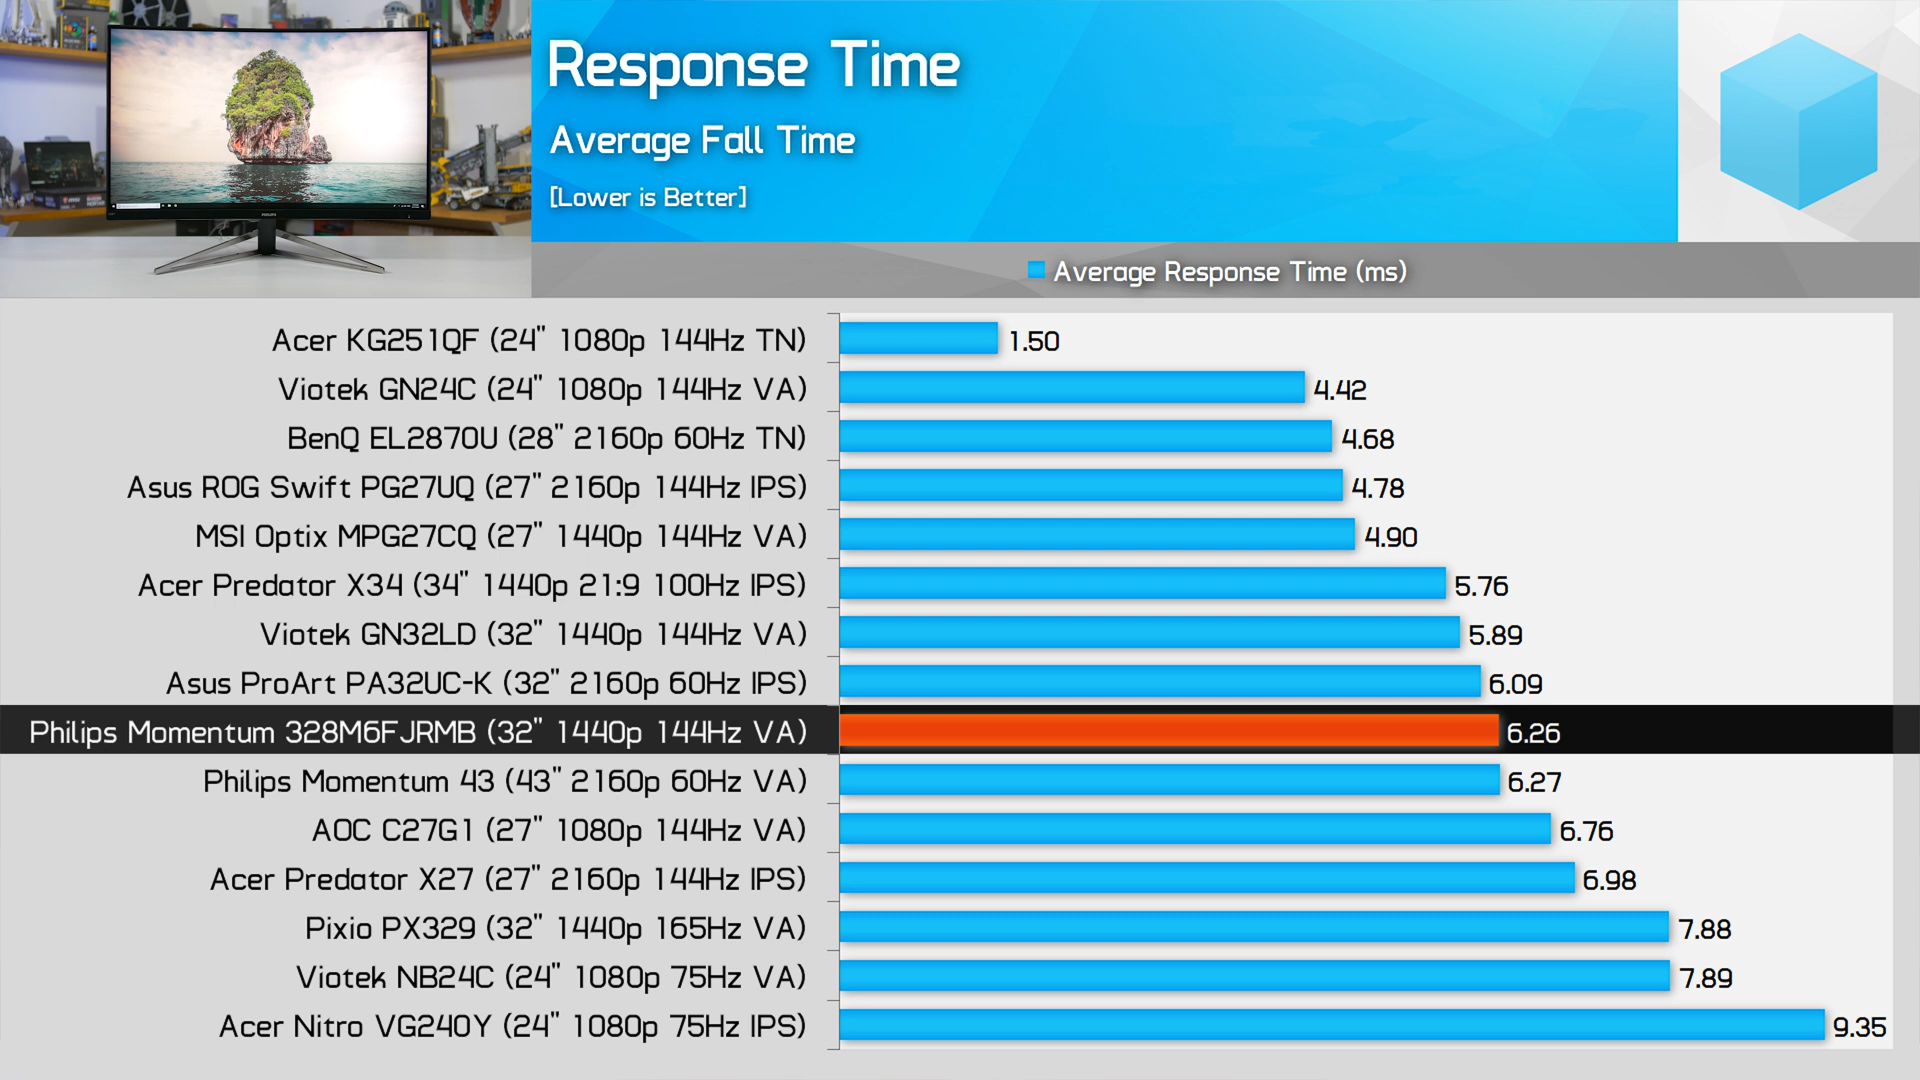 Response Time
Average Fall Time
[Lower is Better]
Average Response Time (ms)
Acer KG251QF (24" 1080p 144Hz TN) 1.50
Viotek GN24C (24" 1080p 144Hz VA) 4.42
BenQ EL2870U (28" 2160p 60Hz TN) 4.68
Asus ROG Swift PG27UQ (27" 2160p 144Hz IPS) 4.78
MSI Optix MPG27CQ (27" 1440p 144Hz VA) 4.90
Acer Predator X34 (34" 1440p 21:9 100Hz IPS) 5.76
Viotek GN32LD (32" 1440p 144Hz VA) 5.89
Asus ProArt PA32UC-K (32" 2160p 60Hz IPS) 6.09
Philips Momentum 328M6FJRMB (32" 1440p 144Hz VA) 6.26
Philips Momentum 43 (43" 2160p 60Hz VA) 6.27
AOC C27G1 (27" 1080p 144Hz VA) 6.76
Acer Predator X27 (27" 2160p 144Hz IPS) 6.98
Pixio PX329 (32" 1440p 165Hz VA) 7.88
Viotek NB24C (24" 1080p 75Hz VA) 7.89
Acer Nitro VG240Y (24" 1080p 75Hz IPS) 9.35